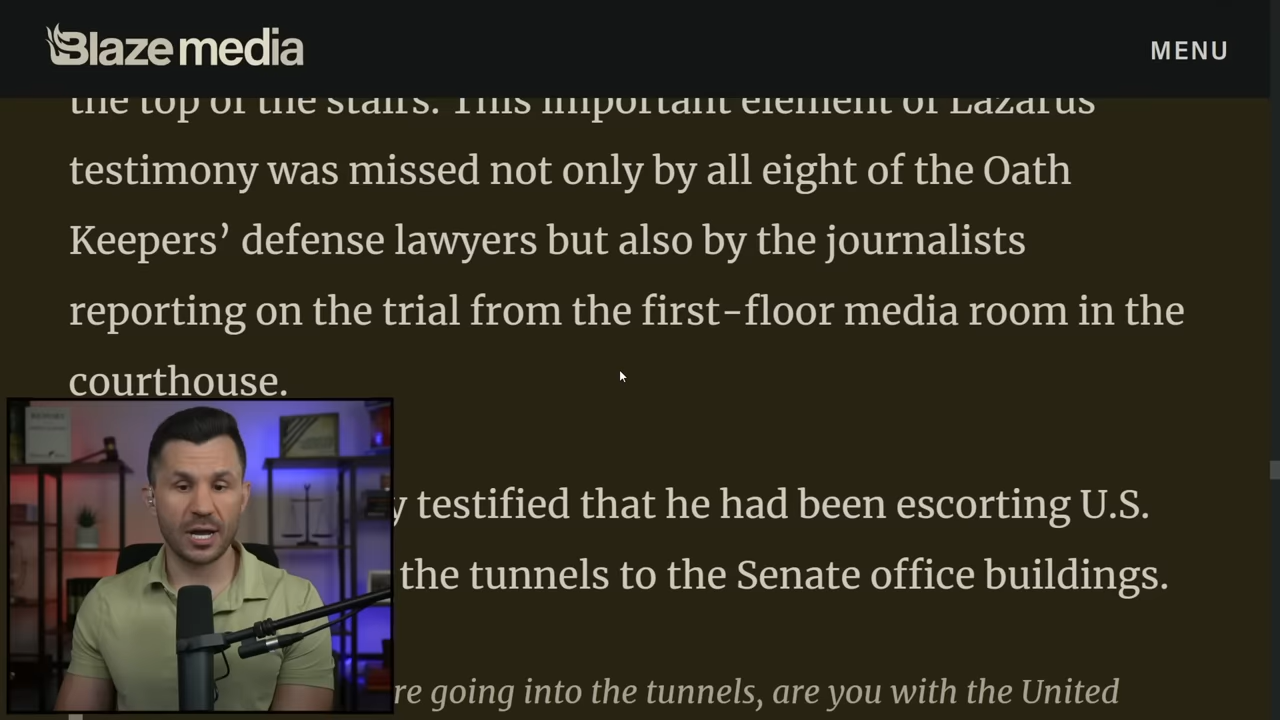 Blaze media
MENU
the top of the stairs. This important element of Lazarus
testimony was missed not only by all eight of the Oath
Keepers’ defense lawyers but also by the journalists
reporting on the trial from the first-floor media room in the
courthouse.
y testified that he had been escorting U.S.
the tunnels to the Senate office buildings.
re going into the tunnels, are you with the United